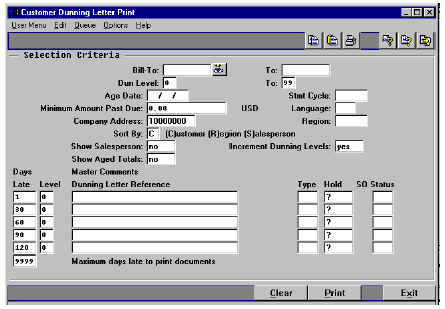 Customer Dunning Letter Print
User Menu Edit Queue Options Help
Selection Criteria
Bill-To: To:
Dun Level: 0 To: 99
Age Date: / / Stmt Cycle:
Minimum Amount Past Due: 0.00 USD Language:
Company Address: 10000000 Region:
Sort By: C (C)ustomer (R)egion (S)alesperson
Show Salesperson: no Increment Dunning Levels: yes
Show Aged Totals: no
Days Master Comments
Late Level Dunning Letter Reference Type Hold SO Status
1 0 ?
30 0 ?
60 0 ?
90 0 ?
120 0 ?
9999 Maximum days late to print documents
Clear Print Exit